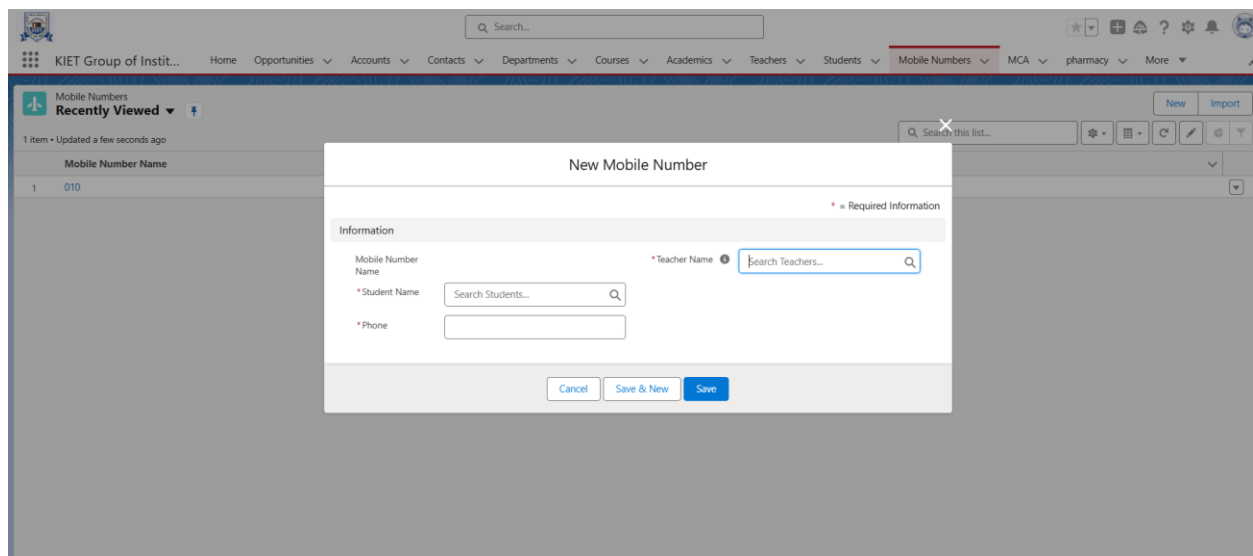 Search...
KIET Group of Instit... Home Opportunities Accounts Contacts Departments Courses Academics Teachers Students Mobile Numbers MCA pharmacy More
Mobile Numbers
Recently Viewed
New Import
1 item • Updated a few seconds ago
Search this list...
Mobile Number Name
1 010
New Mobile Number
* = Required Information
Information
Mobile Number Name
*Teacher Name Search Teachers...
*Student Name Search Students...
*Phone
Cancel Save & New Save